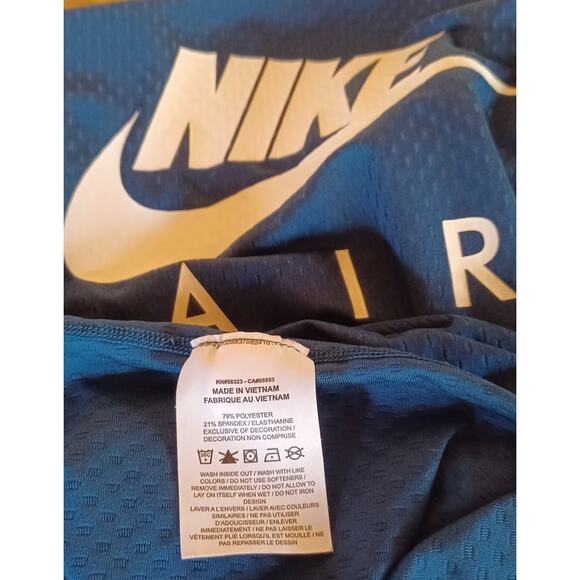 NIKE
AIR
RN#56323 - CA#05553
MADE IN VIETNAM
FABRIQUE AU VIETNAM
79% POLYESTER
21% SPANDEX / ELASTHANNE
EXCLUSIVE OF DECORATION /
DECORATION NON COMPRISE
WASH INSIDE OUT / WASH WITH LIKE
COLORS / DO NOT USE SOFTENERS /
REMOVE IMMEDIATELY / DO NOT ALLOW TO
LAY ON ITSELF WHEN WET / DO NOT IRON
DESIGN
LAVER A L'ENVERS / LAVER AVEC COULEURS
SIMILAIRES / NE PAS UTILISER
D'ADOUCISSEUR / ENLEVER
IMMEDIATEMENT / NE PAS LAISSER LE
VETEMENT PLIE LORSQU'IL EST MOUILLE / NE
PAS REPASSER LE DESSIN